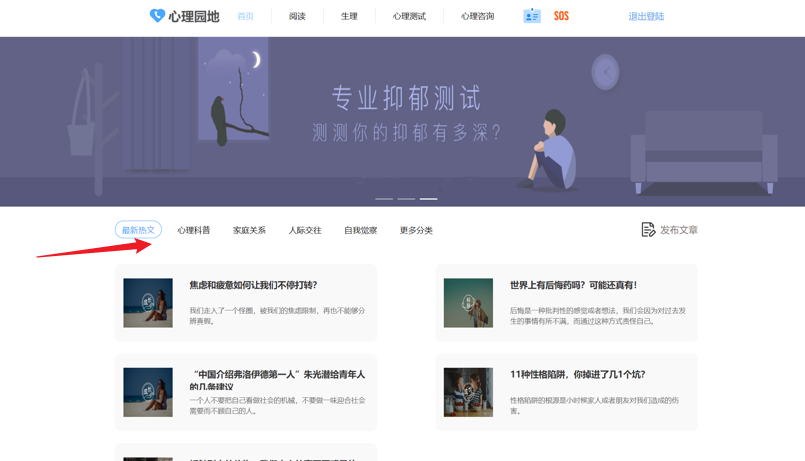 心理园地 首页 阅读 生理 心理测试 心理咨询 SOS 退出登陆
专业抑郁测试
测测你的抑郁有多深?
最新热文 心理科普 家庭关系 人际交往 自我觉察 更多分类 发布文章
焦虑和疲惫如何让我们不停打转?
我们走入了一个怪圈，被我们的焦虑限制，再也不能够分
辨真假。
世界上有后悔药吗？可能还真有！
后悔是一种批判性的感觉或者想法，我们会因为对过去发
生的事情有所不满，而通过这种方式责怪自己。
“中国介绍弗洛伊德第一人”朱光潜给青年人
的几条建议
一个人不要把自己看做社会的机械，不要做一味迎合社会
需要而不顾自己的人。
11种性格陷阱，你掉进了几1个坑?
性格陷阱的根源是小时候家人或者朋友对我们造成的伤
害。